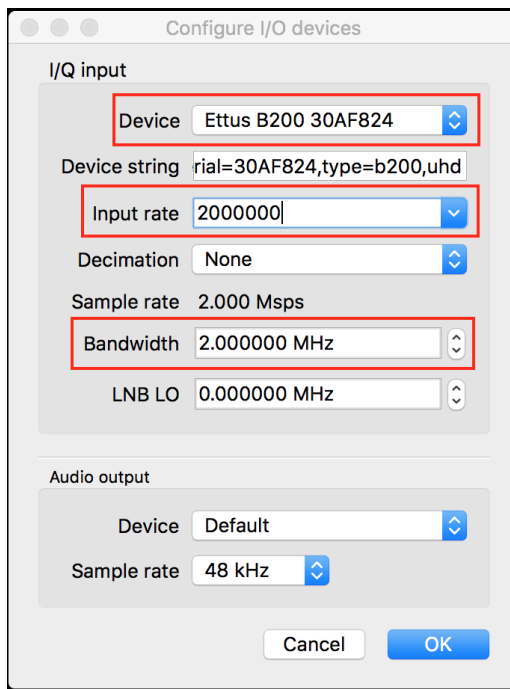 Configure I/O devices
I/Q input
Device Ettus B200 30AF824
Device string rial=30AF824,type=b200,uhd
Input rate 2000000
Decimation None
Sample rate 2.000 Msps
Bandwidth 2.000000 MHz
LNB LO 0.000000 MHz
Audio output
Device Default
Sample rate 48 kHz
Cancel OK